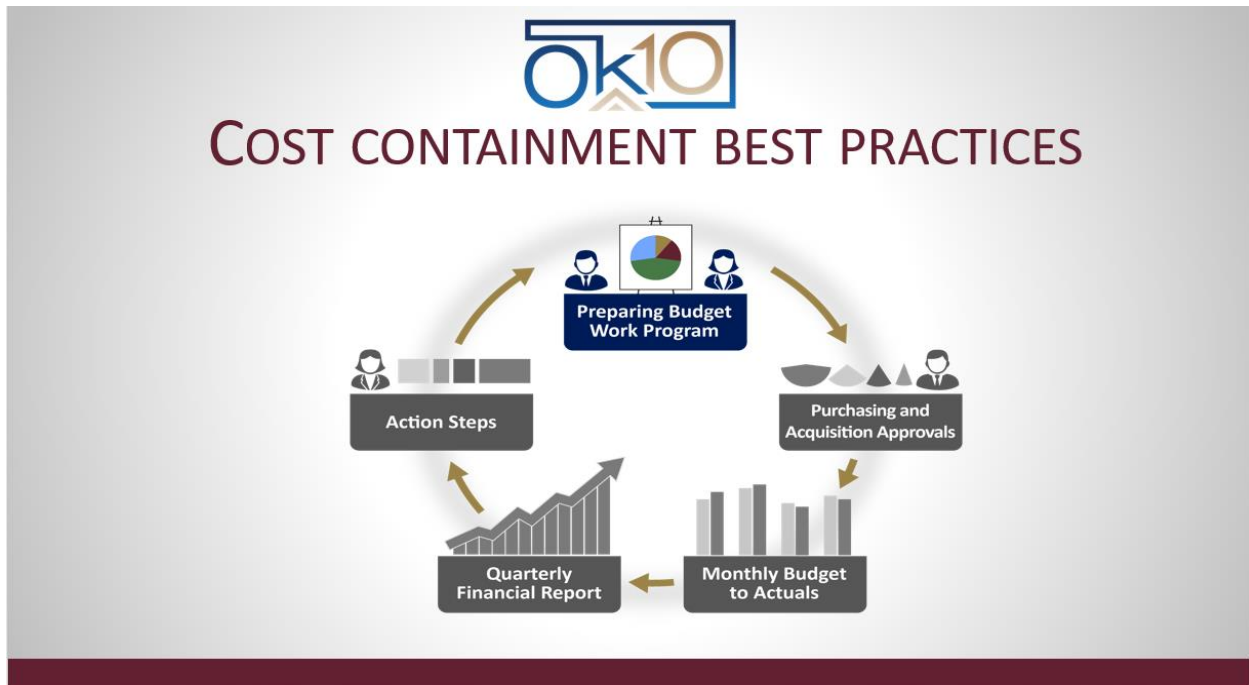 Ok10
COST CONTAINMENT BEST PRACTICES
Preparing Budget
Work Program
Purchasing and
Acquisition Approvals
Monthly Budget
to Actuals
Quarterly
Financial Report
Action Steps